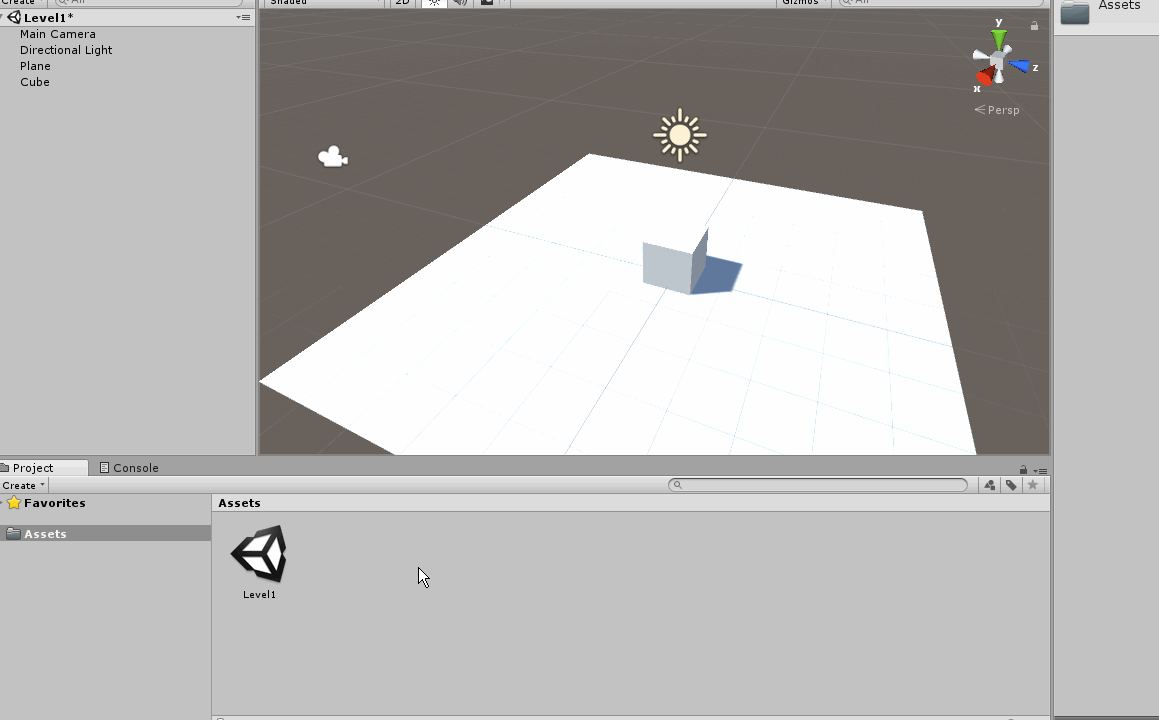 Create
All
Level1*
Main Camera
Directional Light
Plane
Cube
Shaded
2D
Gizmos
All
y
z
x
Persp
Assets
Project
Console
Create
Favorites
Assets
Assets
Level1